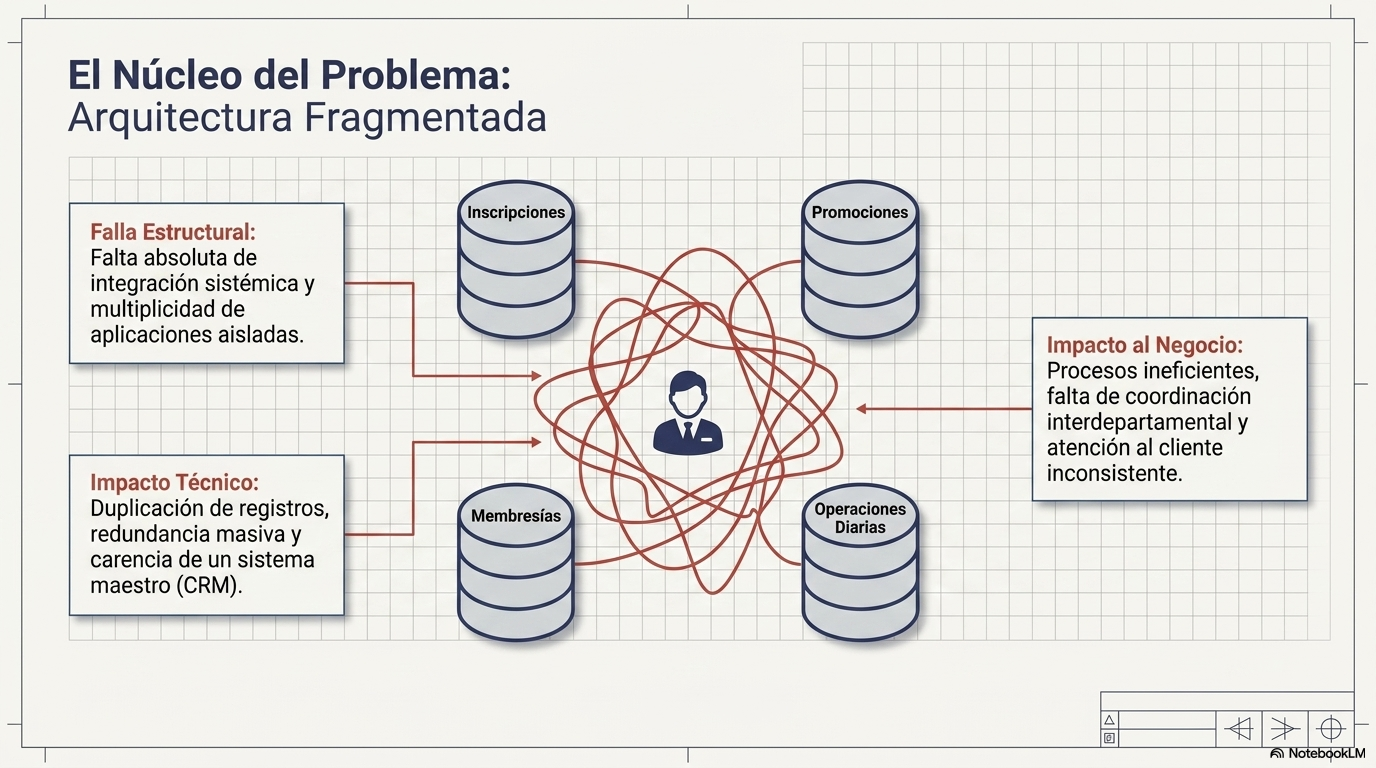 El Núcleo del Problema:
Arquitectura Fragmentada
Falla Estructural:
Falta absoluta de
integración sistémica y
multiplicidad de
aplicaciones aisladas.
Impacto Técnico:
Duplicación de registros,
redundancia masiva y
carencia de un sistema
maestro (CRM).
Inscripciones
Promociones
Membresías
Operaciones
Diarias
Impacto al Negocio:
Procesos ineficientes,
falta de coordinación
interdepartamental y
atención al cliente
inconsistente.
NotebookLM